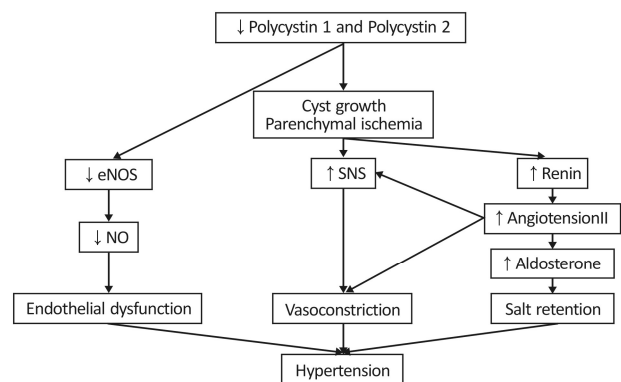 ↓ Polycystin 1 and Polycystin 2
Cyst growth
Parenchymal ischemia
↓ eNOS
↑ SNS
↑ Renin
↓ NO
↑ AngiotensionII
↑ Aldosterone
Endothelial dysfunction
Vasoconstriction
Salt retention
Hypertension